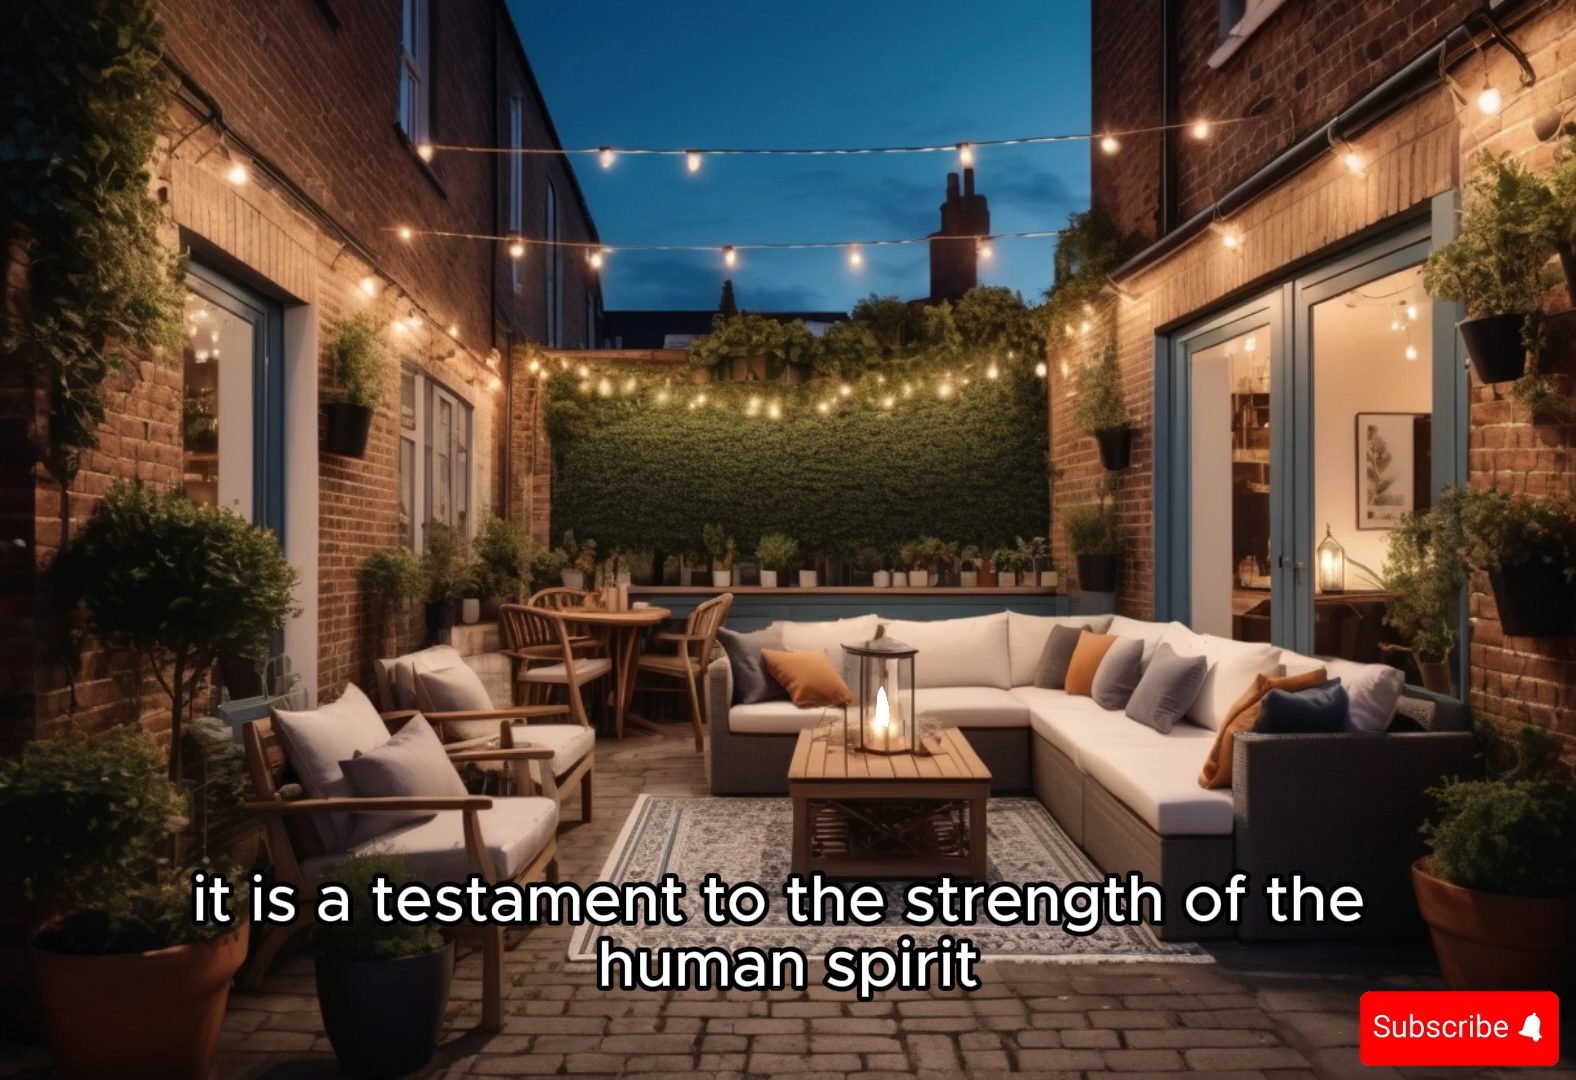 it is a testament to the strength of the
human spirit
Subscribe